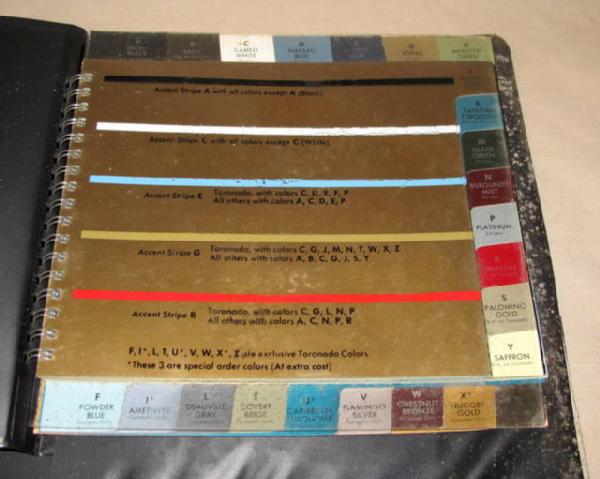 C
CAMEO
WHITE
NASSAU
BLUE
TOPAZ
MEADOW
GREEN
Accent Stripe A with all colors except A (Black)
Accent Stripe C with all colors except C (White)
Accent Stripe E
Toronado, with colors C, D, R, F, P
All others with colors A, C, D, E, P
Accent Stripe G
Toronado, with colors C, G, J, M, N, T, W, X, Z
with colors A, B, C, G, J, S, Y
Accent Stripe R
Toronado, with colors C, G, L, N, P
All others with colors A, C, N, P, R
F, I*, L, T, U*, V, W, X*, Z are exclusive Toronado Colors
*These 3 are special order colors (At extra cost)
K
TAHITIAN
TURQUOISE
M
GREEN
N
BURGUNDY
MIST
P
PLATINUM
R
S
PALOMINO
GOLD
Y
SAFFRON
F
POWDER
BLUE
I*
AMETHYST
L
DEAUVILLE
GRAY
T
COVERT
BEIGE
U*
CARIBBEAN
TURQUOISE
V
FLAMINGO
SILVER
W
CHESTNUT
BRONZE
X*
NUGGET
GOLD